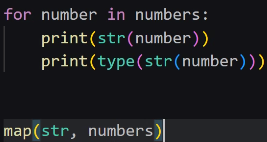 for number in numbers:
    print(str(number))
    print(type(str(number)))
map(str, numbers)